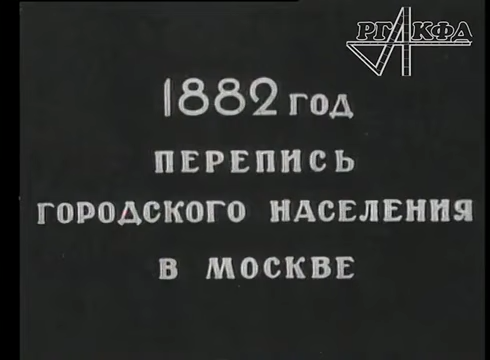 РГАКФД
1882 ГОД
ПЕРЕПИСЬ
ГОРОДСКОГО НАСЕЛЕНИЯ
В МОСКВЕ